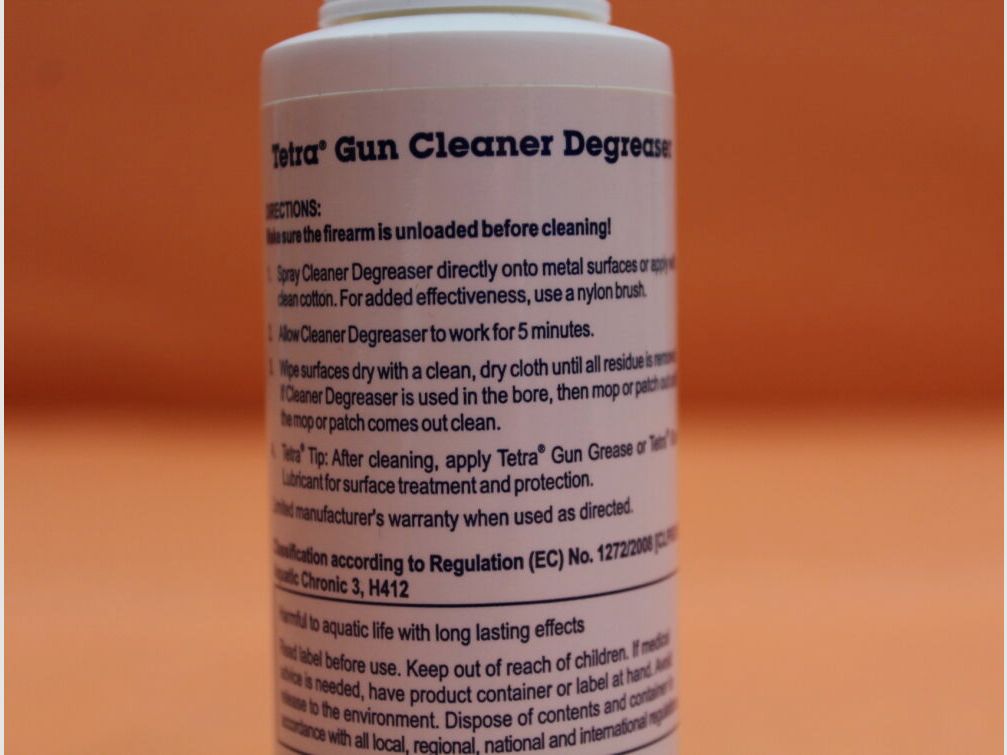 Tetra® Gun Cleaner Degreaser
DIRECTIONS:
Make sure the firearm is unloaded before cleaning!
1. Spray Cleaner Degreaser directly onto metal surfaces or apply
clean cotton. For added effectiveness, use a nylon brush.
2. Allow Cleaner Degreaser to work for 5 minutes.
3. Wipe surfaces dry with a clean, dry cloth until all residue is
If Cleaner Degreaser is used in the bore, then mop or patch out
the mop or patch comes out clean.
4. Tetra® Tip: After cleaning, apply Tetra® Gun Grease or Tetra®
Lubricant for surface treatment and protection.
Limited manufacturer's warranty when used as directed.
Classification according to Regulation (EC) No. 1272/2008
Aquatic Chronic 3, H412
Harmful to aquatic life with long lasting effects
Read label before use. Keep out of reach of children. If medical
advice is needed, have product container or label at hand. Avoid
release to the environment. Dispose of contents and container
accordance with all local, regional, national and international